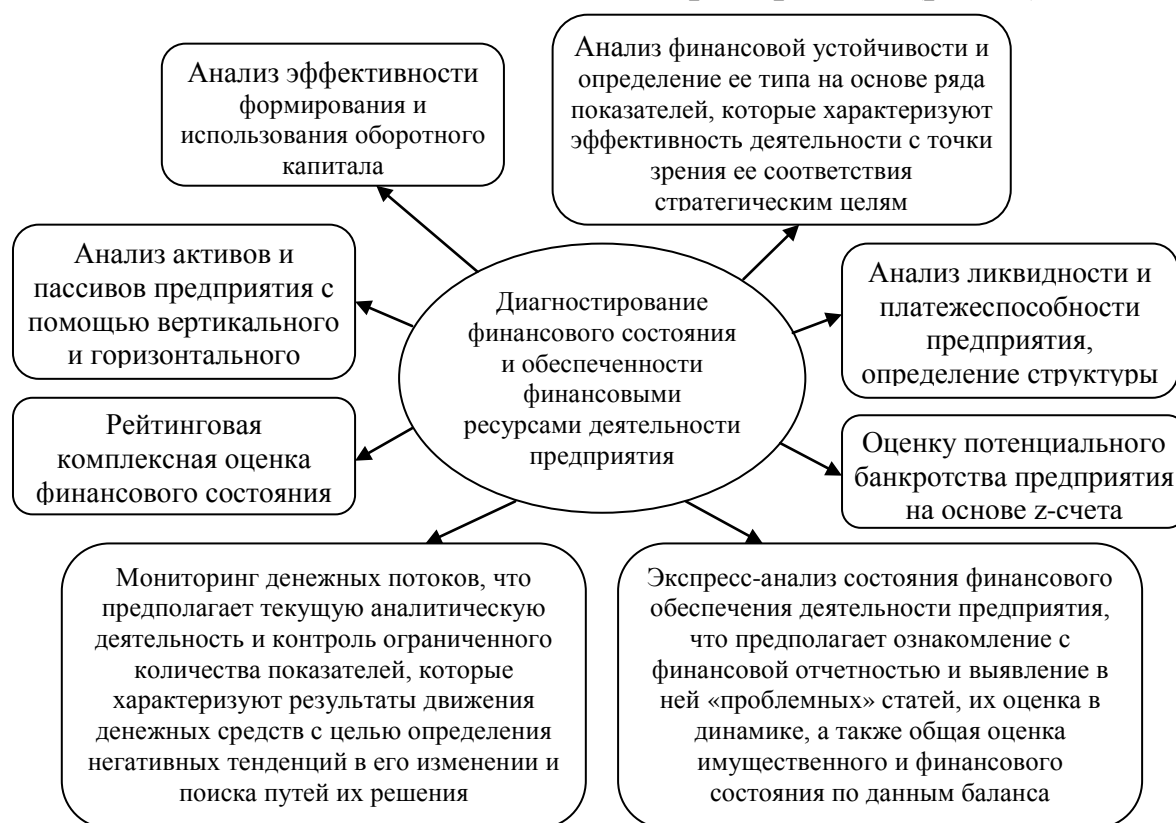 Анализ эффективности
формирования и
использования оборотного
капитала
Анализ финансовой устойчивости и
определение ее типа на основе ряда
показателей, которые характеризуют
эффективность деятельности с точки
зрения ее соответствия
стратегическим целям
Анализ активов и
пассивов предприятия с
помощью вертикального
и горизонтального
Диагностирование
финансового состояния
и обеспеченности
финансовыми
ресурсами деятельности
предприятия
Анализ ликвидности и
платежеспособности
предприятия,
определение структуры
Рейтинговая
комплексная оценка
финансового состояния
Оценку потенциального
банкротства предприятия
на основе z-счета
Мониторинг денежных потоков, что
предполагает текущую аналитическую
деятельность и контроль ограниченного
количества показателей, которые
характеризуют результаты движения
денежных средств с целью определения
негативных тенденций в его изменении и
поиска путей их решения
Экспресс-анализ состояния финансового
обеспечения деятельности предприятия,
что предполагает ознакомление с
финансовой отчетностью и выявление в
ней «проблемных» статей, их оценка в
динамике, а также общая оценка
имущественного и финансового
состояния по данным баланса